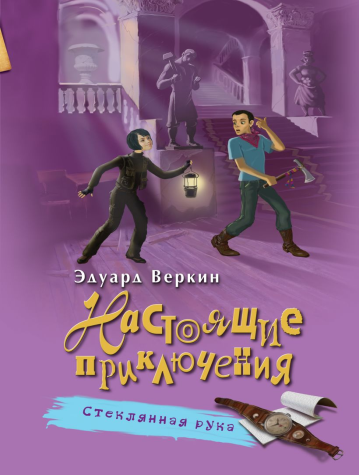 Эдуард Веркин
Настоящие
приключения
Стеклянная рука